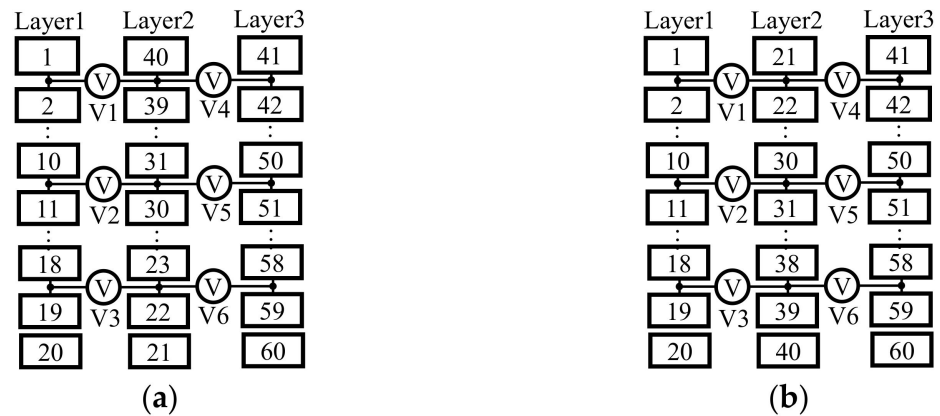 Layer1 Layer2 Layer3 Layer1 Layer2 Layer3
1 40 41 1 21 41
V V V V
2 V1 39 V4 42 2 V1 22 V4 42
10 31 50 10 30 50
V V V V
11 V2 30 V5 51 11 V2 31 V5 51
18 23 58 18 38 58
V V V V
19 V3 22 V6 59 19 V3 39 V6 59
20 21 60 20 40 60
(a) (b)